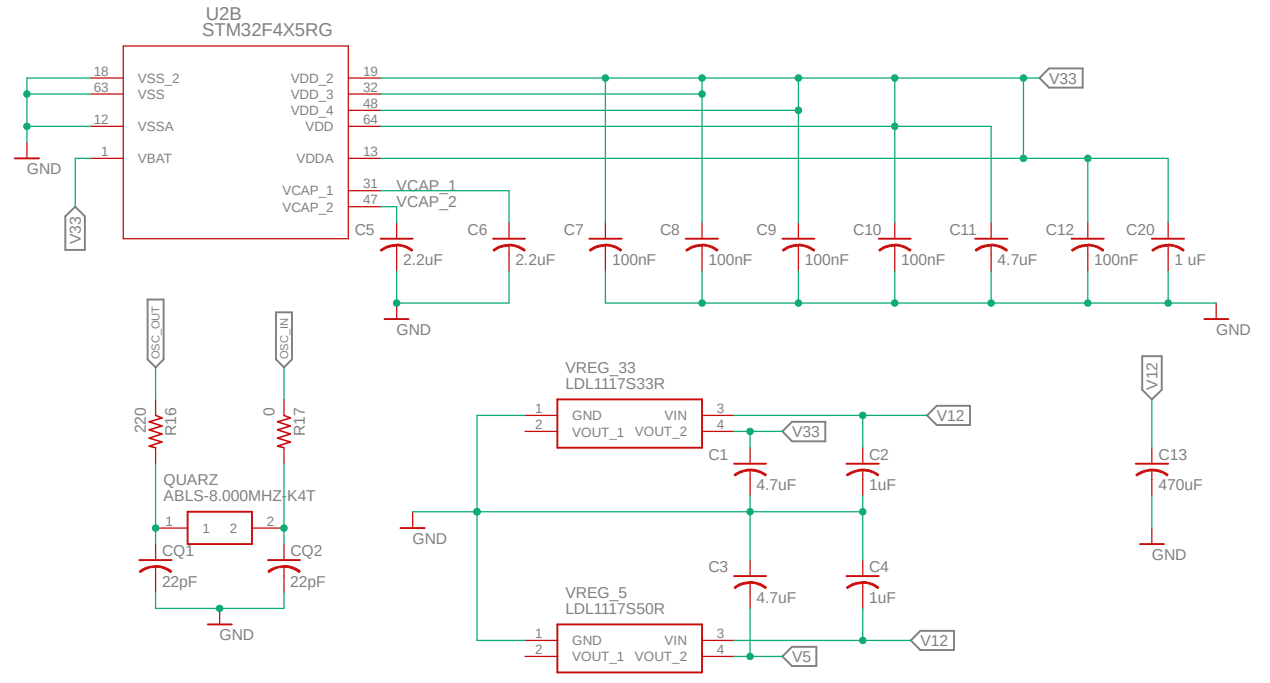 U2B
STM32F4X5RG
18 VSS_2 VDD_2 19 V33
63 VSS VDD_3 32
VDD_4 48
12 VSSA VDD 64
1 VBAT VDDA 13
GND
VCAP_1 31 VCAP_1
VCAP_2 47 VCAP_2
V33
C5 C6 C7 C8 C9 C10 C11 C12 C20
2.2uF 2.2uF 100nF 100nF 100nF 100nF 4.7uF 100nF 1 uF
GND GND
OSC_OUT OSC_IN
220 R16 0 R17
QUARZ
ABLS-8.000MHZ-K4T
1 1 2 2
CQ1 CQ2
22pF 22pF
GND
VREG_33
LDL1117S33R
1 GND VIN 3 V12
2 VOUT_1 VOUT_2 4 V33
C1 C2
4.7uF 1uF
GND
C3 C4
4.7uF 1uF
VREG_5
LDL1117S50R
1 GND VIN 3 V12
2 VOUT_1 VOUT_2 4 V5
V12
C13
470uF
GND